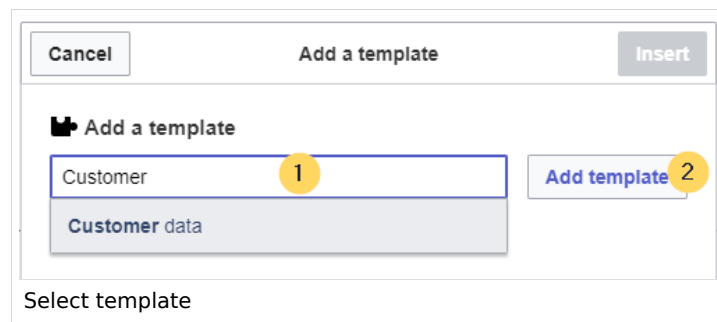 Cancel Add a template Insert
Add a template
Customer 1 Add template 2
Customer data
Select template